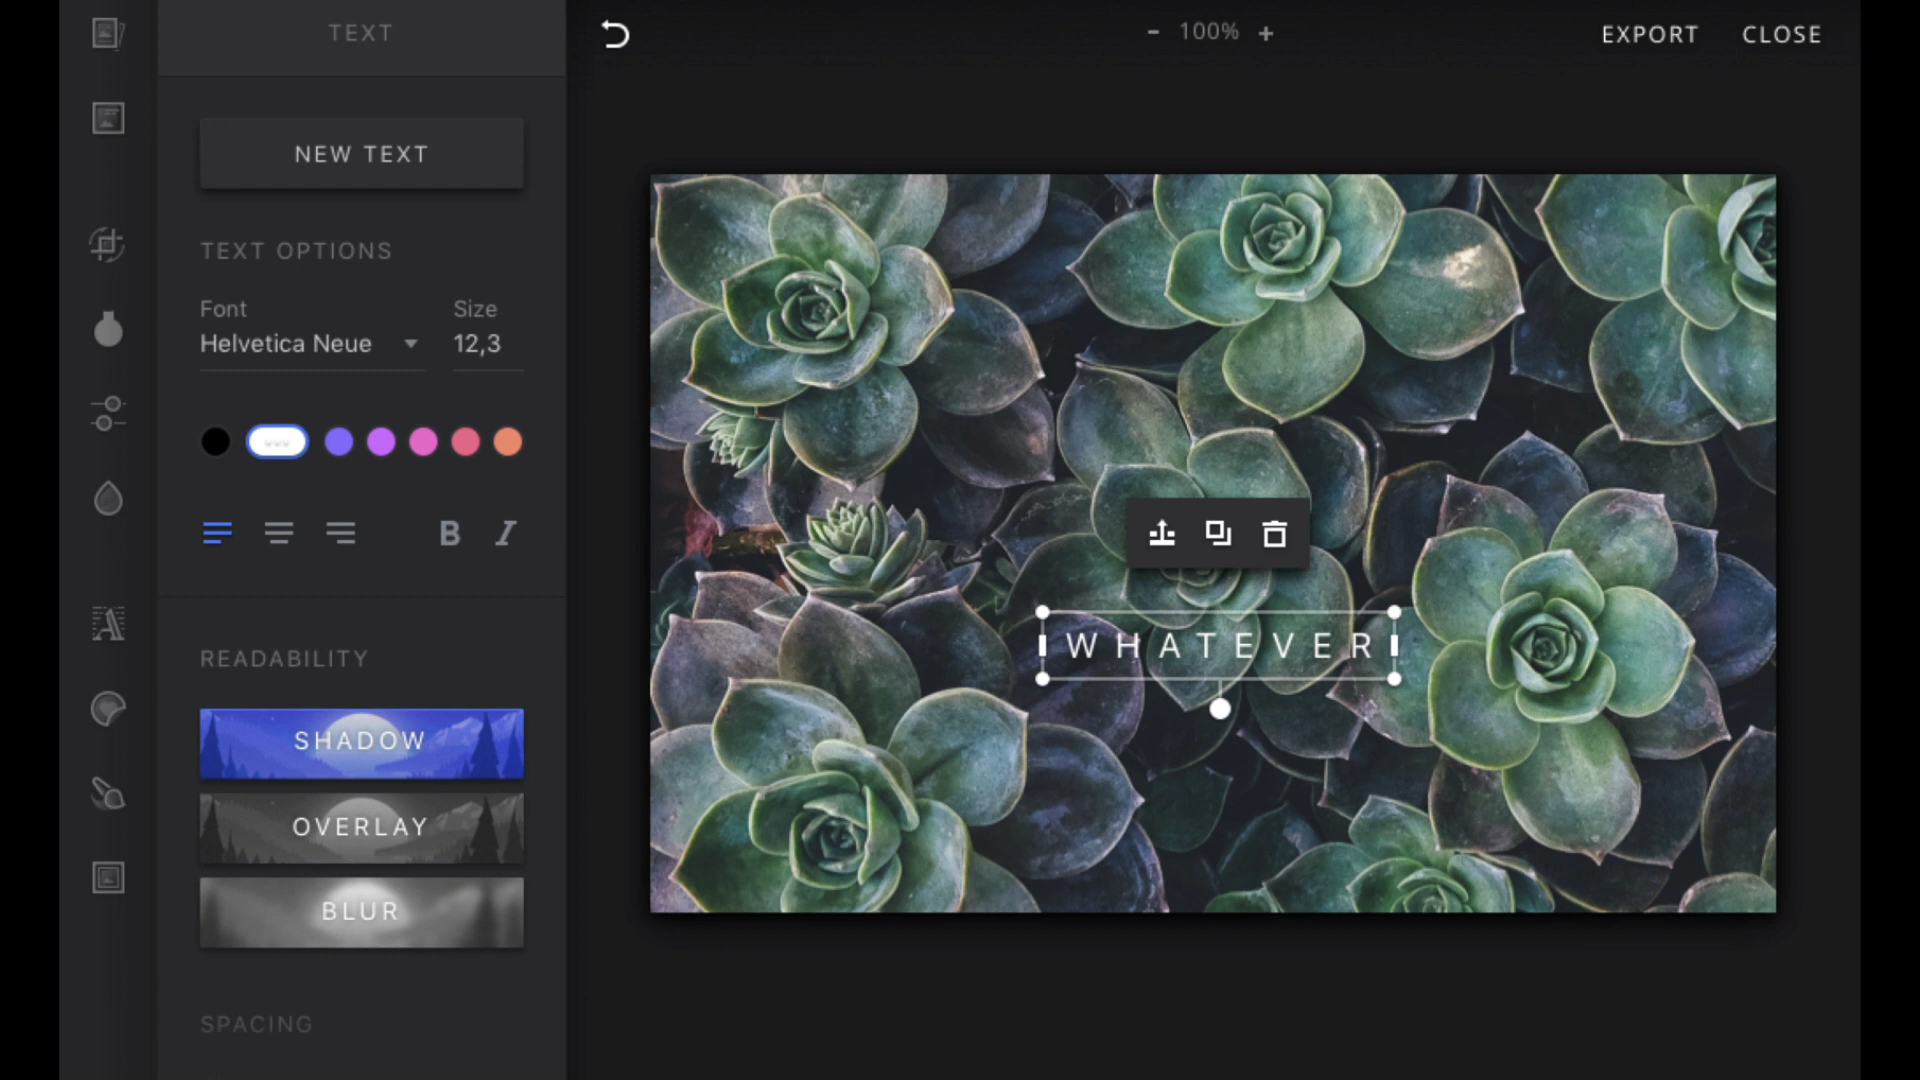 TEXT
- 100% +
EXPORT
CLOSE
NEW TEXT
TEXT OPTIONS
Font
Size
Helvetica Neue
12,3
B I
WHATEVER
READABILITY
SHADOW
OVERLAY
BLUR
SPACING